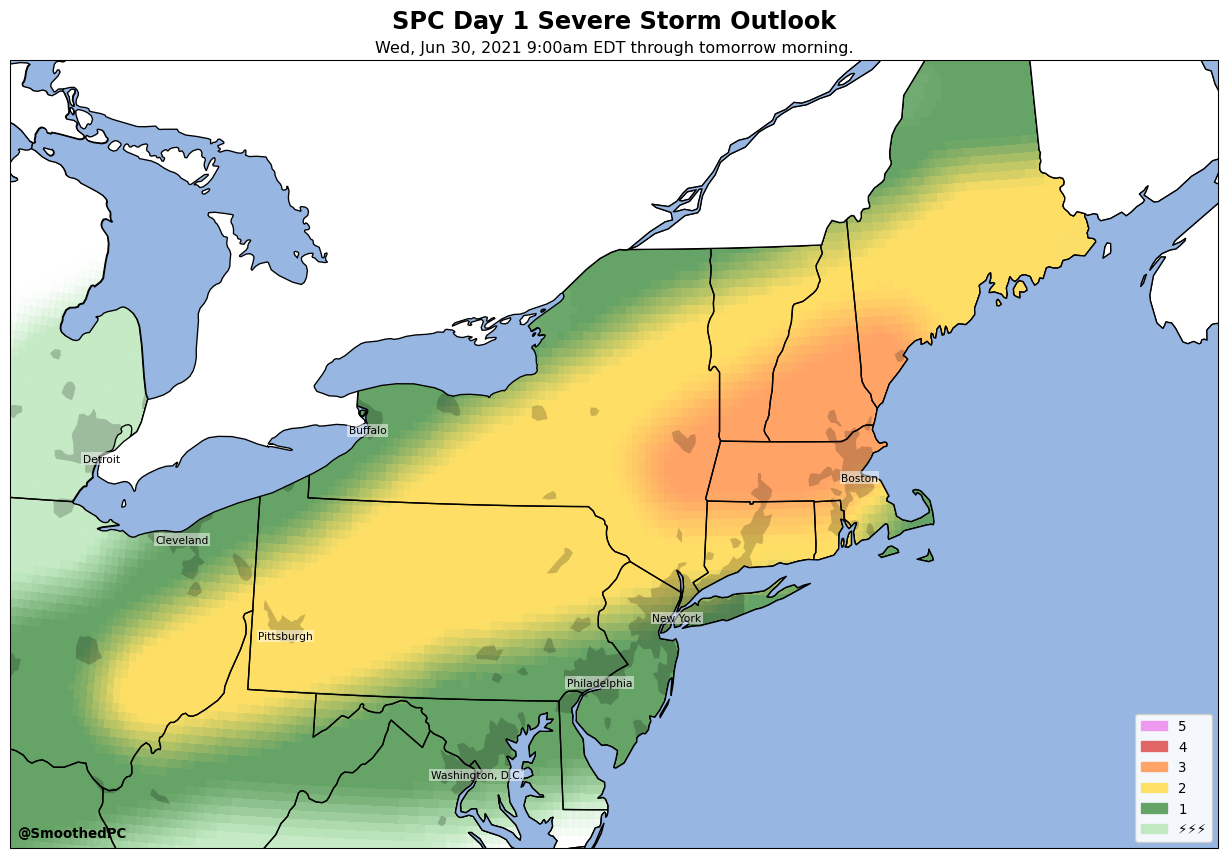 SPC Day 1 Severe Storm Outlook
Wed, Jun 30, 2021 9:00am EDT through tomorrow morning.
Buffalo
Detroit
Boston
Cleveland
New York
Pittsburgh
Philadelphia
Washington, D.C.
5
4
3
2
1
⚡⚡⚡
@SmoothedPC